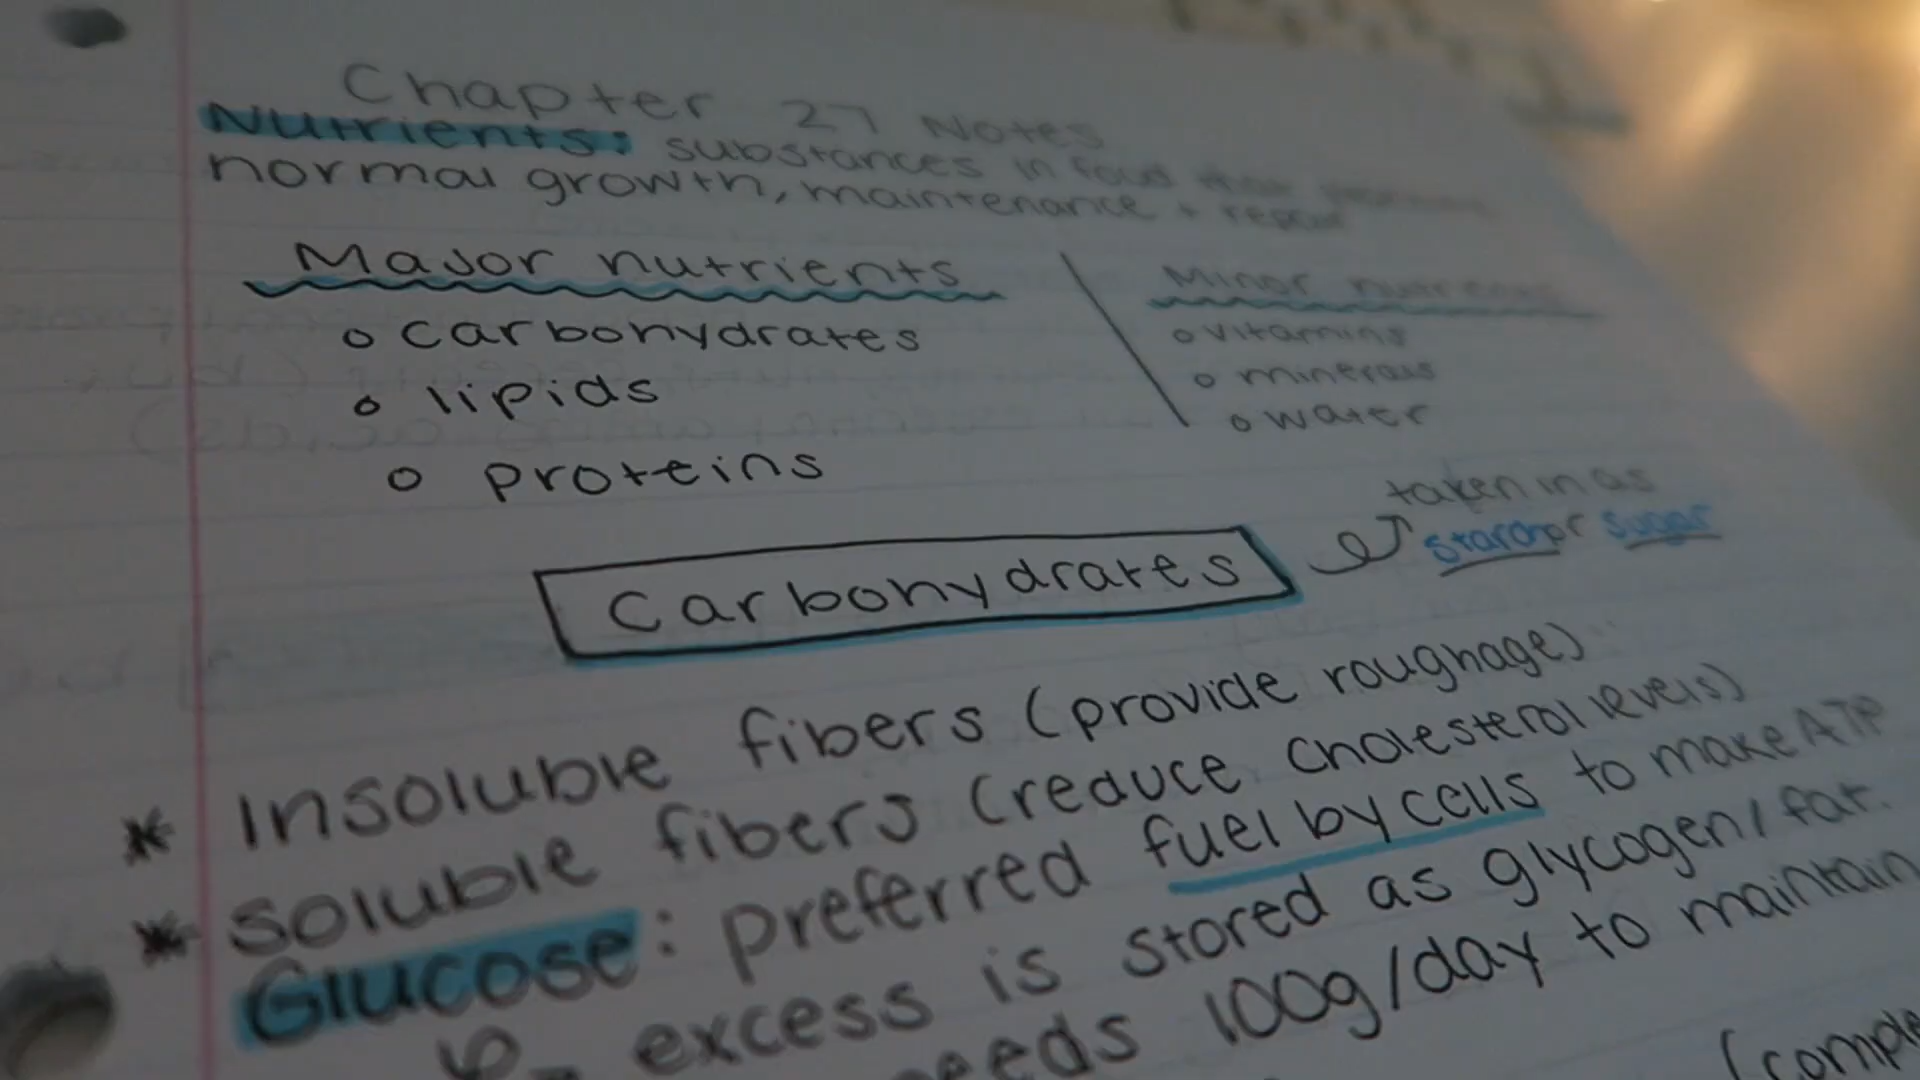 Chapter 27 Notes
Nutrients: substances in food that
normal growth, maintenance + repair
Major nutrients
o carbohydrates
o lipids
o proteins
Minor nutrients
o vitamins
o minerals
o water
Carbohydrates
taken in as
starch or sugar
* Insoluble fibers (provide roughage)
* soluble fibers (reduce cholesterol levels)
Glucose: preferred fuel by cells to make ATP
excess is stored as glycogen/fat.
100g/day to maintain